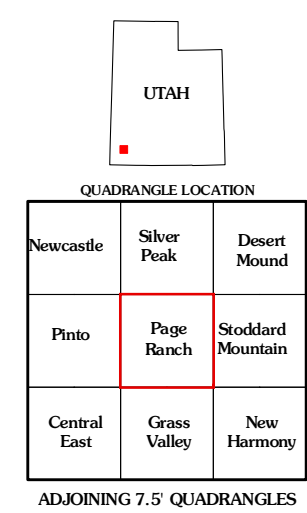 UTAH
QUADRANGLE LOCATION
Newcastle
Silver
Peak
Desert
Mound
Pinto
Page
Ranch
Stoddard
Mountain
Central
East
Grass
Valley
New
Harmony
ADJOINING 7.5' QUADRANGLES